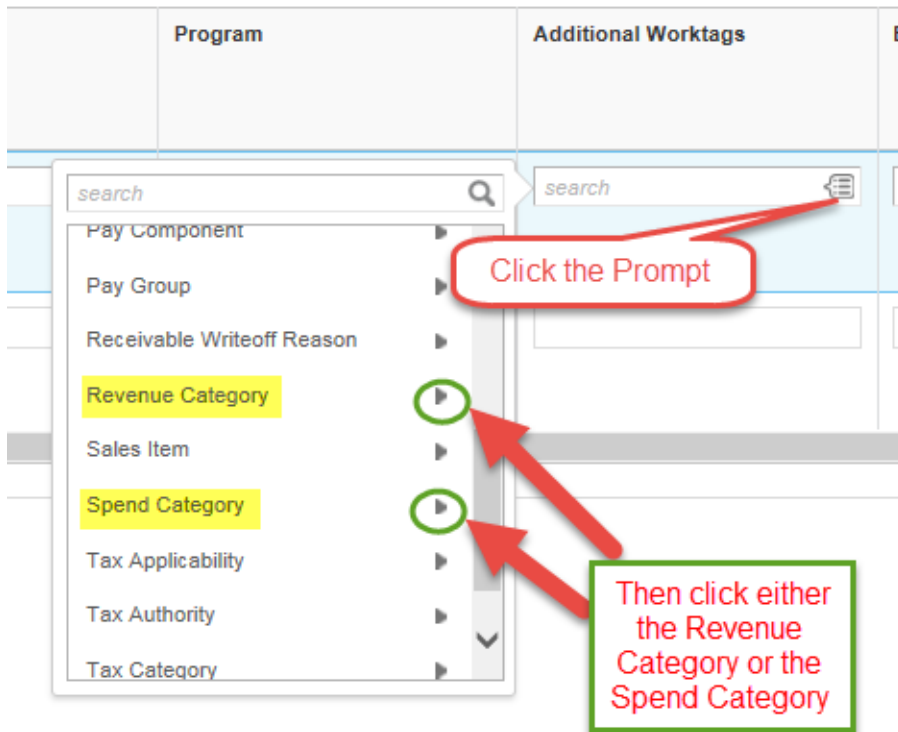 Program
Additional Worktags
search
search
Pay Component
Click the Prompt
Pay Group
Receivable Writeoff Reason
Revenue Category
Sales Item
Spend Category
Tax Applicability
Tax Authority
Tax Category
Then click either
the Revenue
Category or the
Spend Category